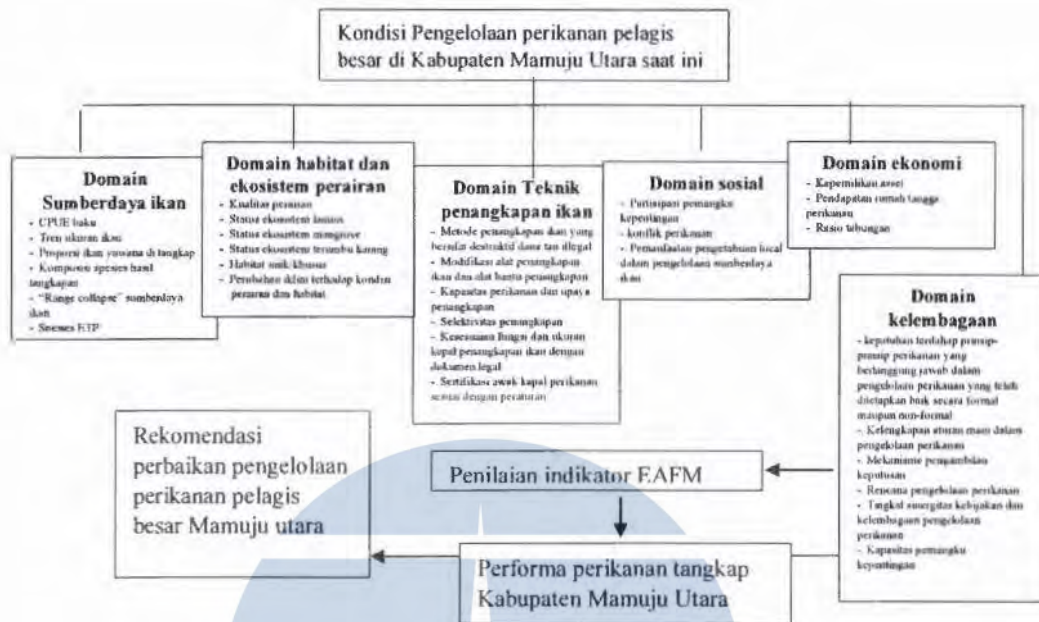 Kondisi Pengelolaan perikanan pelagis
besar di Kabupaten Mamuju Utara saat ini
Domain
Sumberdaya ikan
- CPUE baku
- Tren ukuran ikan
- Proporsi ikan yuwana di tangkap
- Komposisi spesies hasil
tangkapan
- "Range collapse" sumberdaya
ikan
- Spesies ETP
Domain habitat dan
ekosistem perairan
- Kualitas perairan
- Status ekosistem lamun
- Status ekosistem mangrove
- Status ekosistem terumbu karang
- Habitat unik/khusus
- Perubahan iklim terhadap kondisi
perairan dan habitat
Domain Teknik
penangkapan ikan
- Metode penangkapan ikan yang
bersifat destruktif dana tau illegal
- Modifikasi alat penangkapan
ikan dan alat bantu penangkapan
- Kapasitas perikanan dan upaya
penangkapan
- Selektivitas penangkapan
- Kesesuaian fungsi dan ukuran
kapal penangkapan ikan dengan
dokumen legal
- Sertifikasi awak kapal perikanan
sesuai dengan peraturan
Domain sosial
- Partisipasi pemangku
kepentingan
- konflik perikanan
- Pemanfaatan pengetahuan local
dalam pengelolaan sumberdaya
ikan
Domain ekonomi
- Kepemilikan asset
- Pendapatan rumah tangga
perikanan
- Rasio tabungan
Domain
kelembagaan
- kepatuhan terdahap prinsip-
prinsip perikanan yang
bertanggung jawab dalam
pengelolaan perikanan yang telah
ditetapkan baik secara formal
maupun non-formal
- Kelengkapan aturan main dalam
pengelolaan perikanan
- Mekanisme pengambilan
keputusan
- Rencana pengelolaan perikanan
- Tingkat sinergitas kebijakan dan
kelembagaan pengelolaan
perikanan
- Kapasitas pemangku
kepentingan
Penilaian indikator EAFM
Performa perikanan tangkap
Kabupaten Mamuju Utara
Rekomendasi
perbaikan pengelolaan
perikanan pelagis
besar Mamuju utara